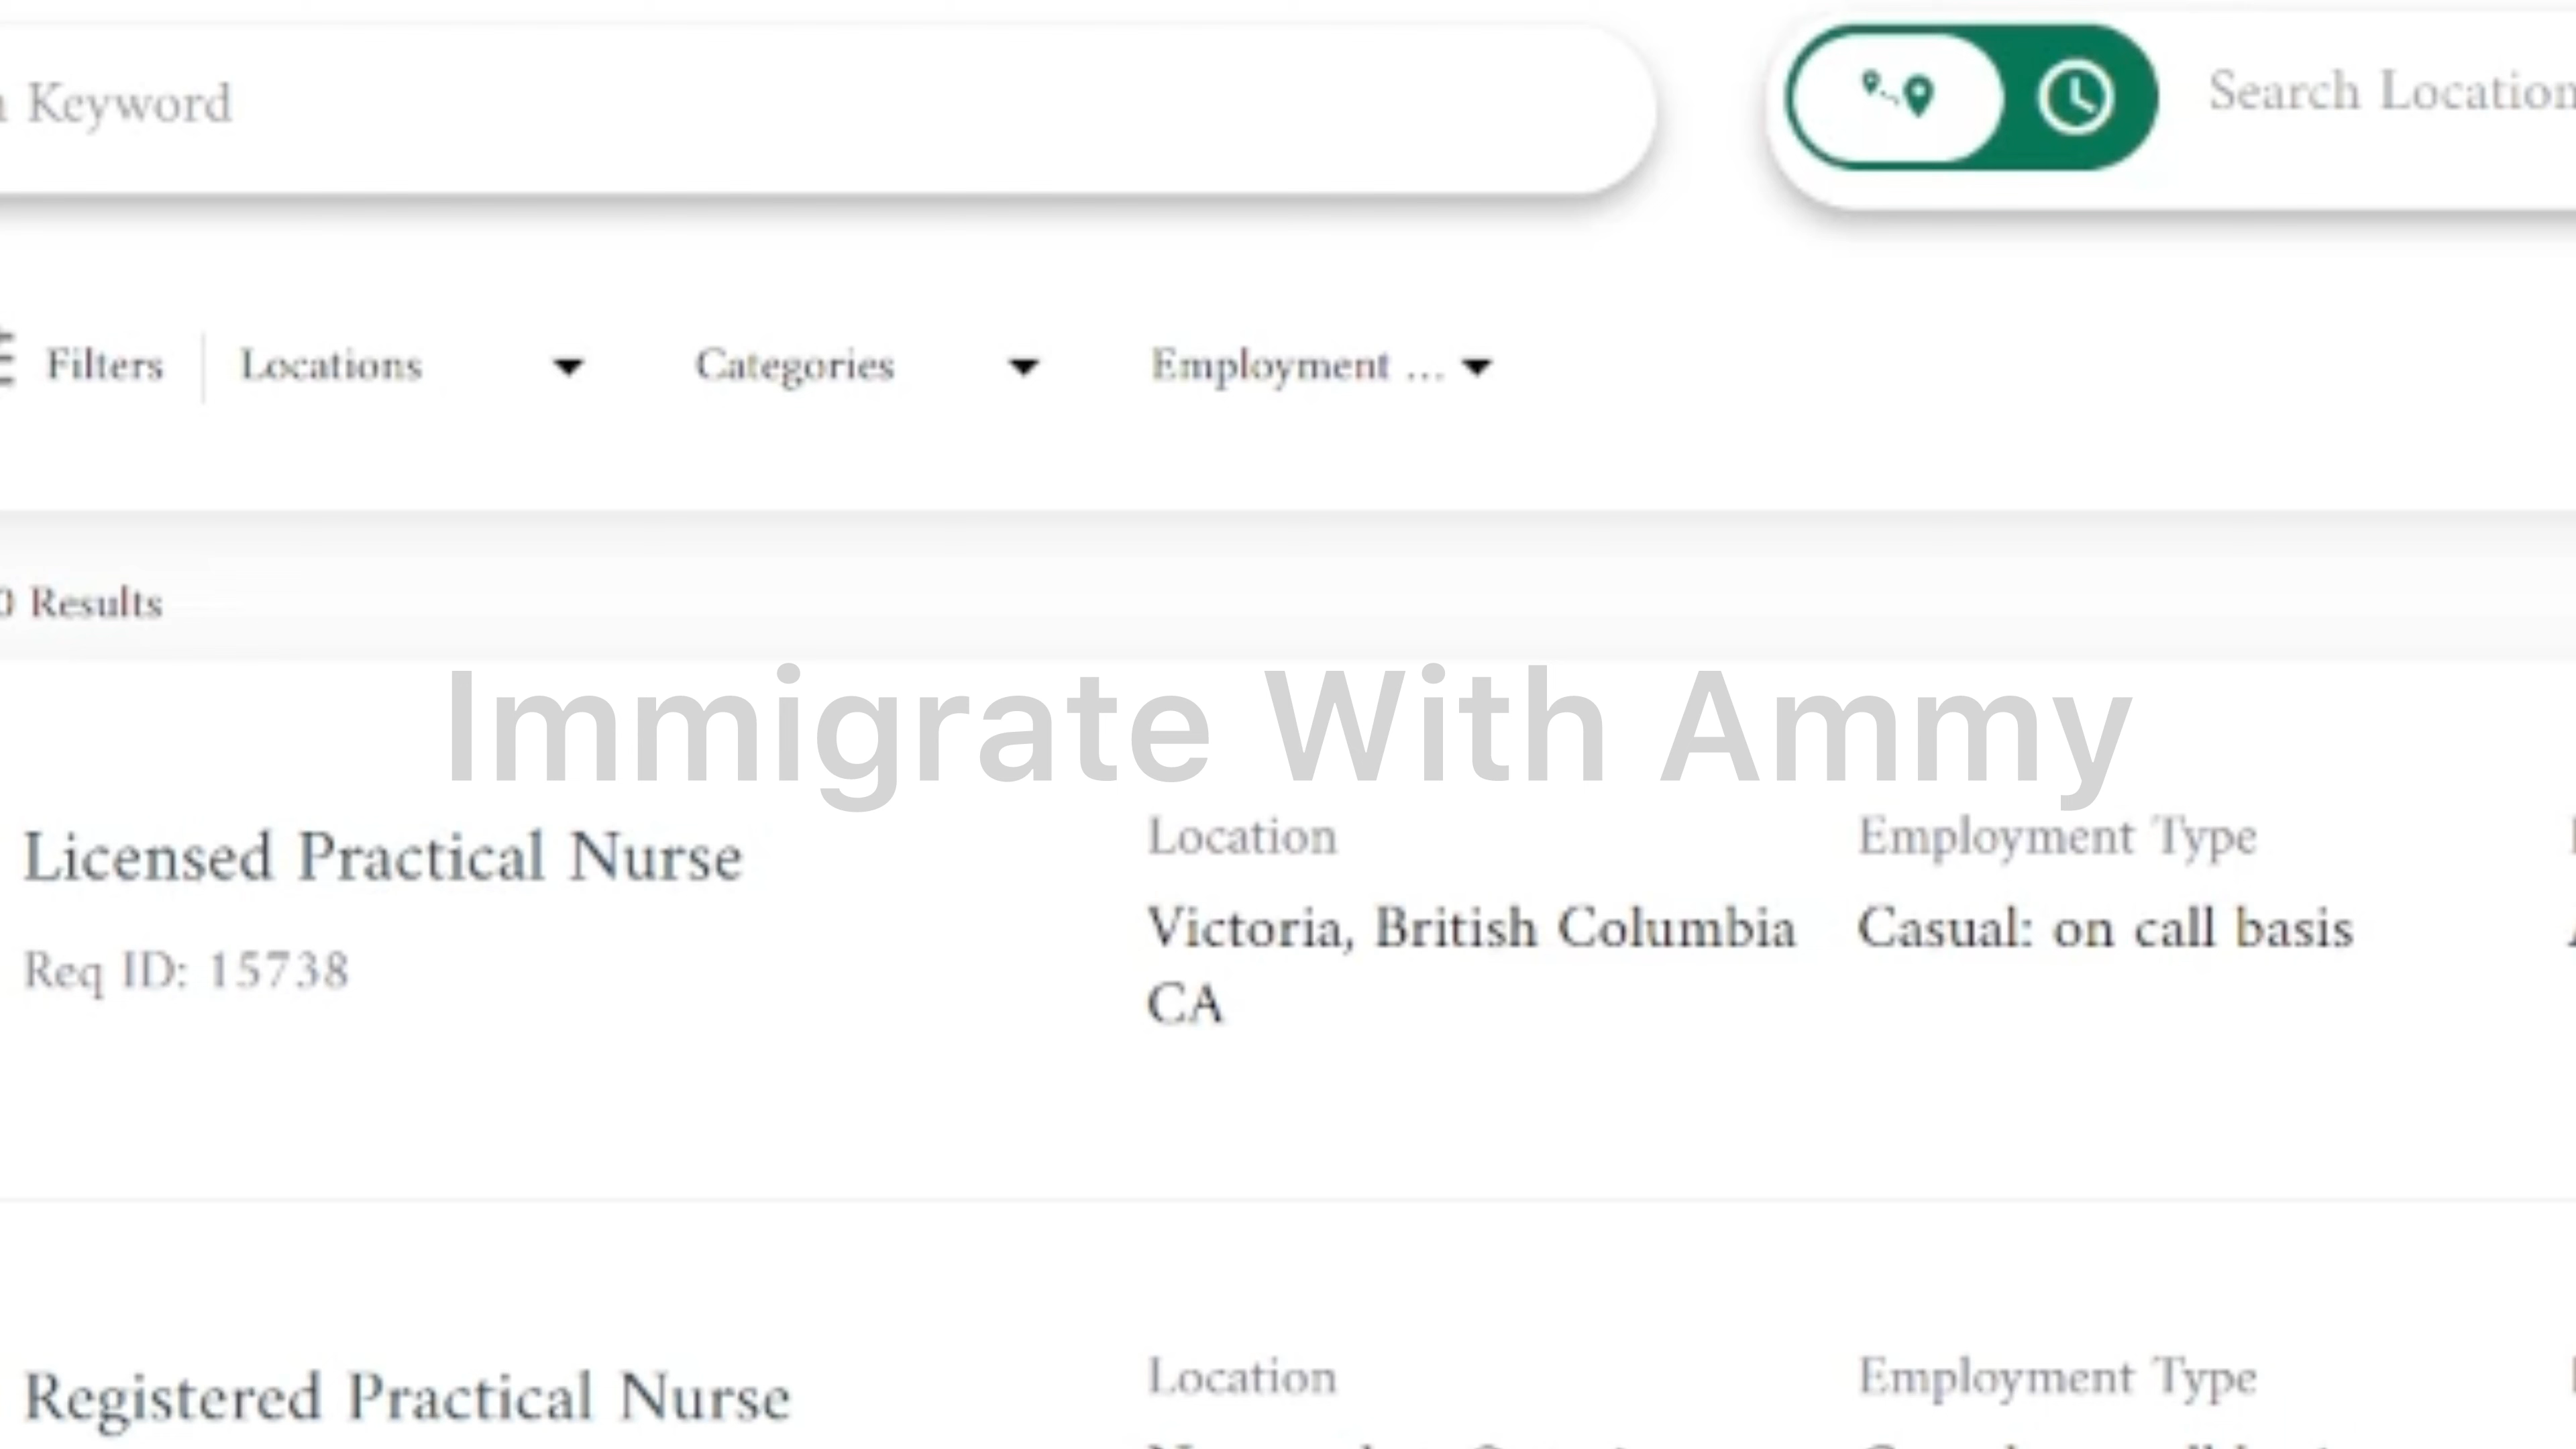 Keyword
Search Location
Filters
Locations
Categories
Employment ...
0 Results
Immigrate With Ammy
Licensed Practical Nurse
Location
Employment Type
Req ID: 15738
Victoria, British Columbia
CA
Casual: on call basis
Registered Practical Nurse
Location
Employment Type